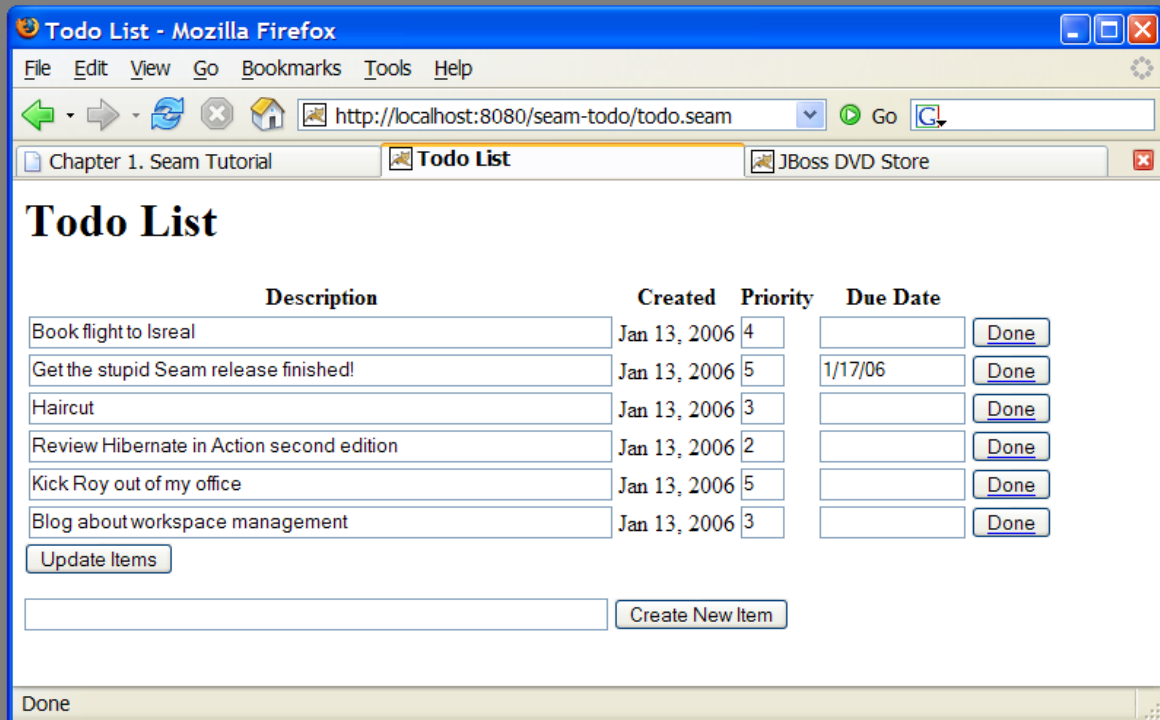 Todo List - Mozilla Firefox
File Edit View Go Bookmarks Tools Help
http://localhost:8080/seam-todo/todo.seam Go G
Chapter 1. Seam Tutorial Todo List JBoss DVD Store
Todo List
Description Created Priority Due Date
Book flight to Isreal Jan 13, 2006 4 Done
Get the stupid Seam release finished! Jan 13, 2006 5 1/17/06 Done
Haircut Jan 13, 2006 3 Done
Review Hibernate in Action second edition Jan 13, 2006 2 Done
Kick Roy out of my office Jan 13, 2006 5 Done
Blog about workspace management Jan 13, 2006 3 Done
Update Items
Create New Item
Done